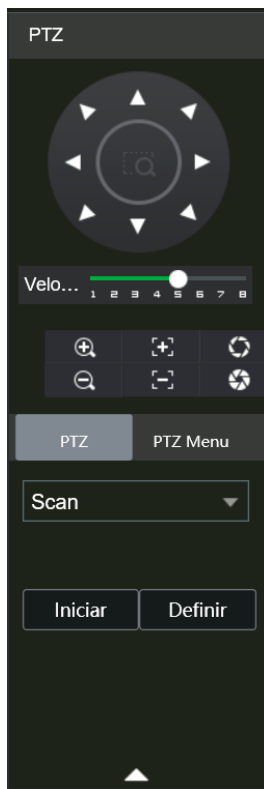 PTZ
Velo...
1 2 3 4 5 6 7 8
PTZ PTZ Menu
Scan
Iniciar Definir